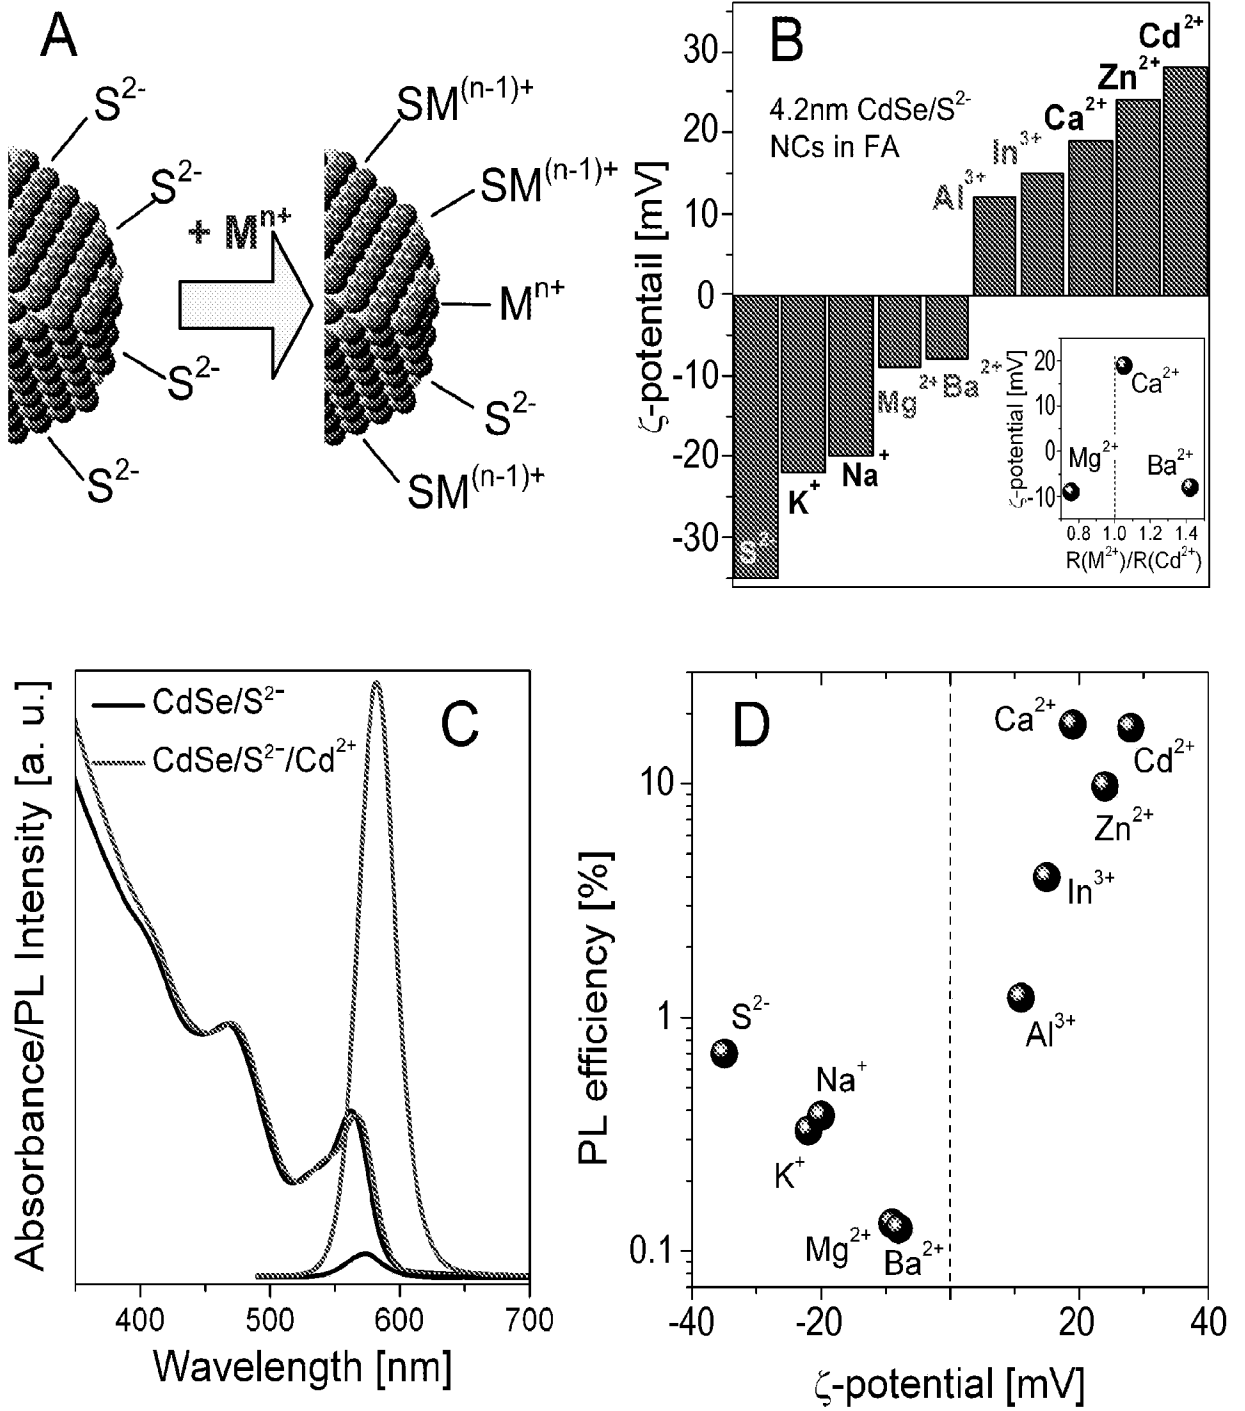 A
S²⁻
S²⁻
S²⁻
S²⁻
+ Mⁿ⁺
SM⁽ⁿ⁻¹⁾⁺
SM⁽ⁿ⁻¹⁾⁺
Mⁿ⁺
S²⁻
SM⁽ⁿ⁻¹⁾⁺
B
4.2nm CdSe/S²⁻
NCs in FA
ζ-potentail [mV]
30
20
10
0
-10
-20
-30
S²⁻
K⁺
Na⁺
Mg²⁺
Ba²⁺
Al³⁺
In³⁺
Ca²⁺
Zn²⁺
Cd²⁺
ζ-potential [mV]
20
10
0
-10
Ca²⁺
Mg²⁺
Ba²⁺
0.8 1.0 1.2 1.4
R(M²⁺)/R(Cd²⁺)
C
CdSe/S²⁻
CdSe/S²⁻/Cd²⁺
Absorbance/PL Intensity [a. u.]
400 500 600 700
Wavelength [nm]
D
PL efficiency [%]
10
1
0.1
Ca²⁺
Cd²⁺
Zn²⁺
In³⁺
Al³⁺
S²⁻
Na⁺
K⁺
Mg²⁺
Ba²⁺
-40 -20 20 40
ζ-potential [mV]